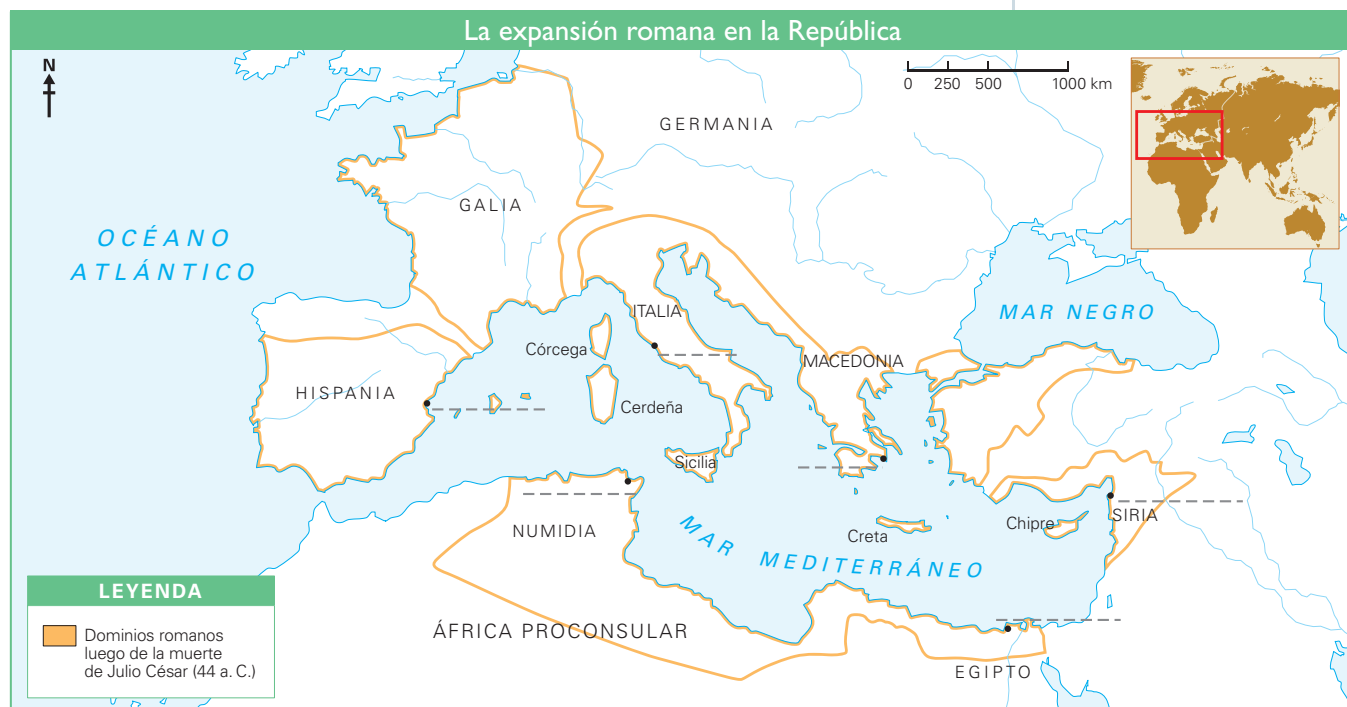 La expansión romana en la República
N
0 250 500 1000 km
GERMANIA
GALIA
OCÉANO
ATLÁNTICO
MAR NEGRO
ITALIA
Córcega
MACEDONIA
HISPANIA
Cerdeña
Sicilia
NUMIDIA
MAR MEDITERRÁNEO
Creta
Chipre
SIRIA
ÁFRICA PROCONSULAR
EGIPTO
LEYENDA
Dominios romanos
luego de la muerte
de Julio César (44 a. C.)